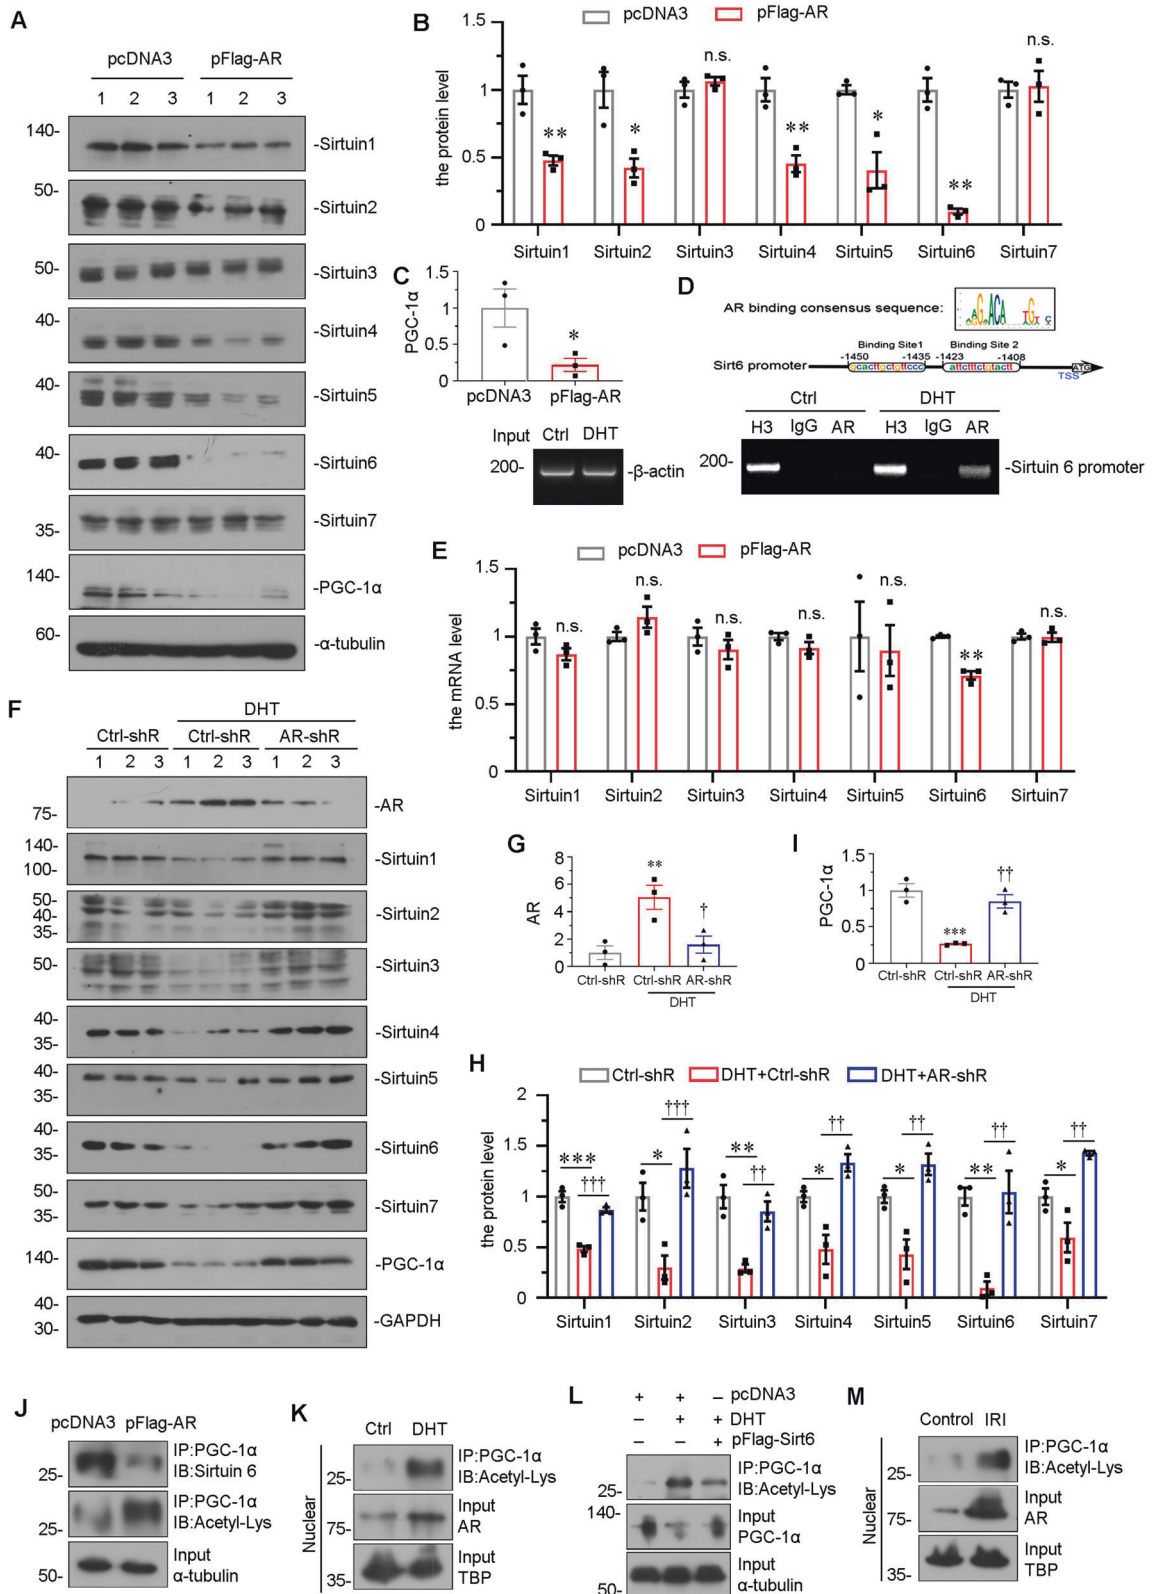 A
pcDNA3 pFlag-AR
1 2 3 1 2 3
140- -Sirtuin1
50- -Sirtuin2
50- -Sirtuin3
40- -Sirtuin4
40- -Sirtuin5
40- -Sirtuin6
35- -Sirtuin7
140- -PGC-1α
60- -α-tubulin
B
pcDNA3 pFlag-AR
the protein level
1.5
1.0
0.5
0
** * n.s. ** * ** n.s.
Sirtuin1 Sirtuin2 Sirtuin3 Sirtuin4 Sirtuin5 Sirtuin6 Sirtuin7
C
PGC-1α
1.5
1
0.5
0
*
pcDNA3 pFlag-AR
D
AR binding consensus sequence:
Binding Site1 Binding Site 2
-1450 -1435 -1423 -1408
Sirt6 promoter gcacttgctgttccc attctttctgtactt ATG
TSS
Input Ctrl DHT
200- -β-actin
Ctrl DHT
H3 IgG AR H3 IgG AR
200- -Sirtuin 6 promoter
E
pcDNA3 pFlag-AR
the mRNA level
1.5
1.0
0.5
0
n.s. n.s. n.s. n.s. n.s. ** n.s.
Sirtuin1 Sirtuin2 Sirtuin3 Sirtuin4 Sirtuin5 Sirtuin6 Sirtuin7
F
DHT
Ctrl-shR Ctrl-shR AR-shR
1 2 3 1 2 3 1 2 3
75- -AR
140-
100- -Sirtuin1
50-
40- -Sirtuin2
35-
50- -Sirtuin3
40-
35- -Sirtuin4
40-
35- -Sirtuin5
40-
35- -Sirtuin6
50-
35- -Sirtuin7
140- -PGC-1α
40-
30- -GAPDH
G
AR
8
6
4
2
0
** †
Ctrl-shR Ctrl-shR AR-shR
DHT
I
PGC-1α
1.5
1
0.5
0
*** ††
Ctrl-shR Ctrl-shR AR-shR
DHT
H
Ctrl-shR DHT+Ctrl-shR DHT+AR-shR
the protein level
2
1.5
1
0.5
0
*** ††† * ††† ** †† * †† * †† ** †† * ††
Sirtuin1 Sirtuin2 Sirtuin3 Sirtuin4 Sirtuin5 Sirtuin6 Sirtuin7
J
pcDNA3 pFlag-AR
IP:PGC-1α
25- IB:Sirtuin 6
IP:PGC-1α
25- IB:Acetyl-Lys
Input
50- α-tubulin
K
Ctrl DHT
Nuclear
IP:PGC-1α
25- IB:Acetyl-Lys
Input
75- AR
Input
35- TBP
L
+ + – pcDNA3
– + + DHT
– – + pFlag-Sirt6
IP:PGC-1α
25- IB:Acetyl-Lys
140- Input
PGC-1α
Input
50- α-tubulin
M
Control IRI
Nuclear
IP:PGC-1α
25- IB:Acetyl-Lys
Input
75- AR
Input
35- TBP